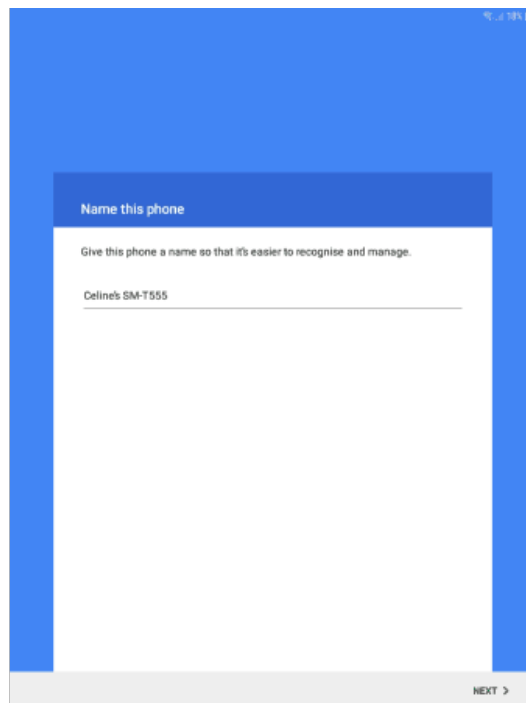 Name this phone
Give this phone a name so that it's easier to recognise and manage.
Celine's SM-T555
NEXT >